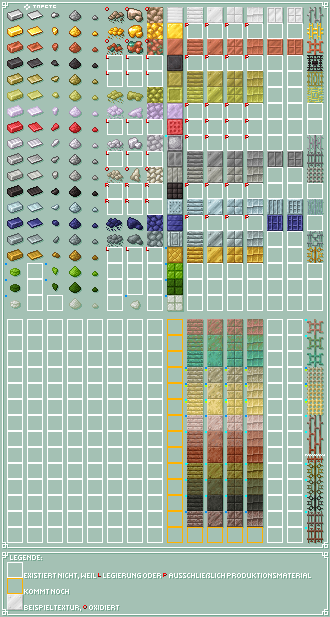 TAPETE
LEGENDE:
EXISTIERT NICHT, WEIL L LEGIERUNG ODER P AUSSCHLIEßLICH PRODUKTIONSMATERIAL
KOMMT NOCH
BEISPIELTEXTUR, O OXIDIERT